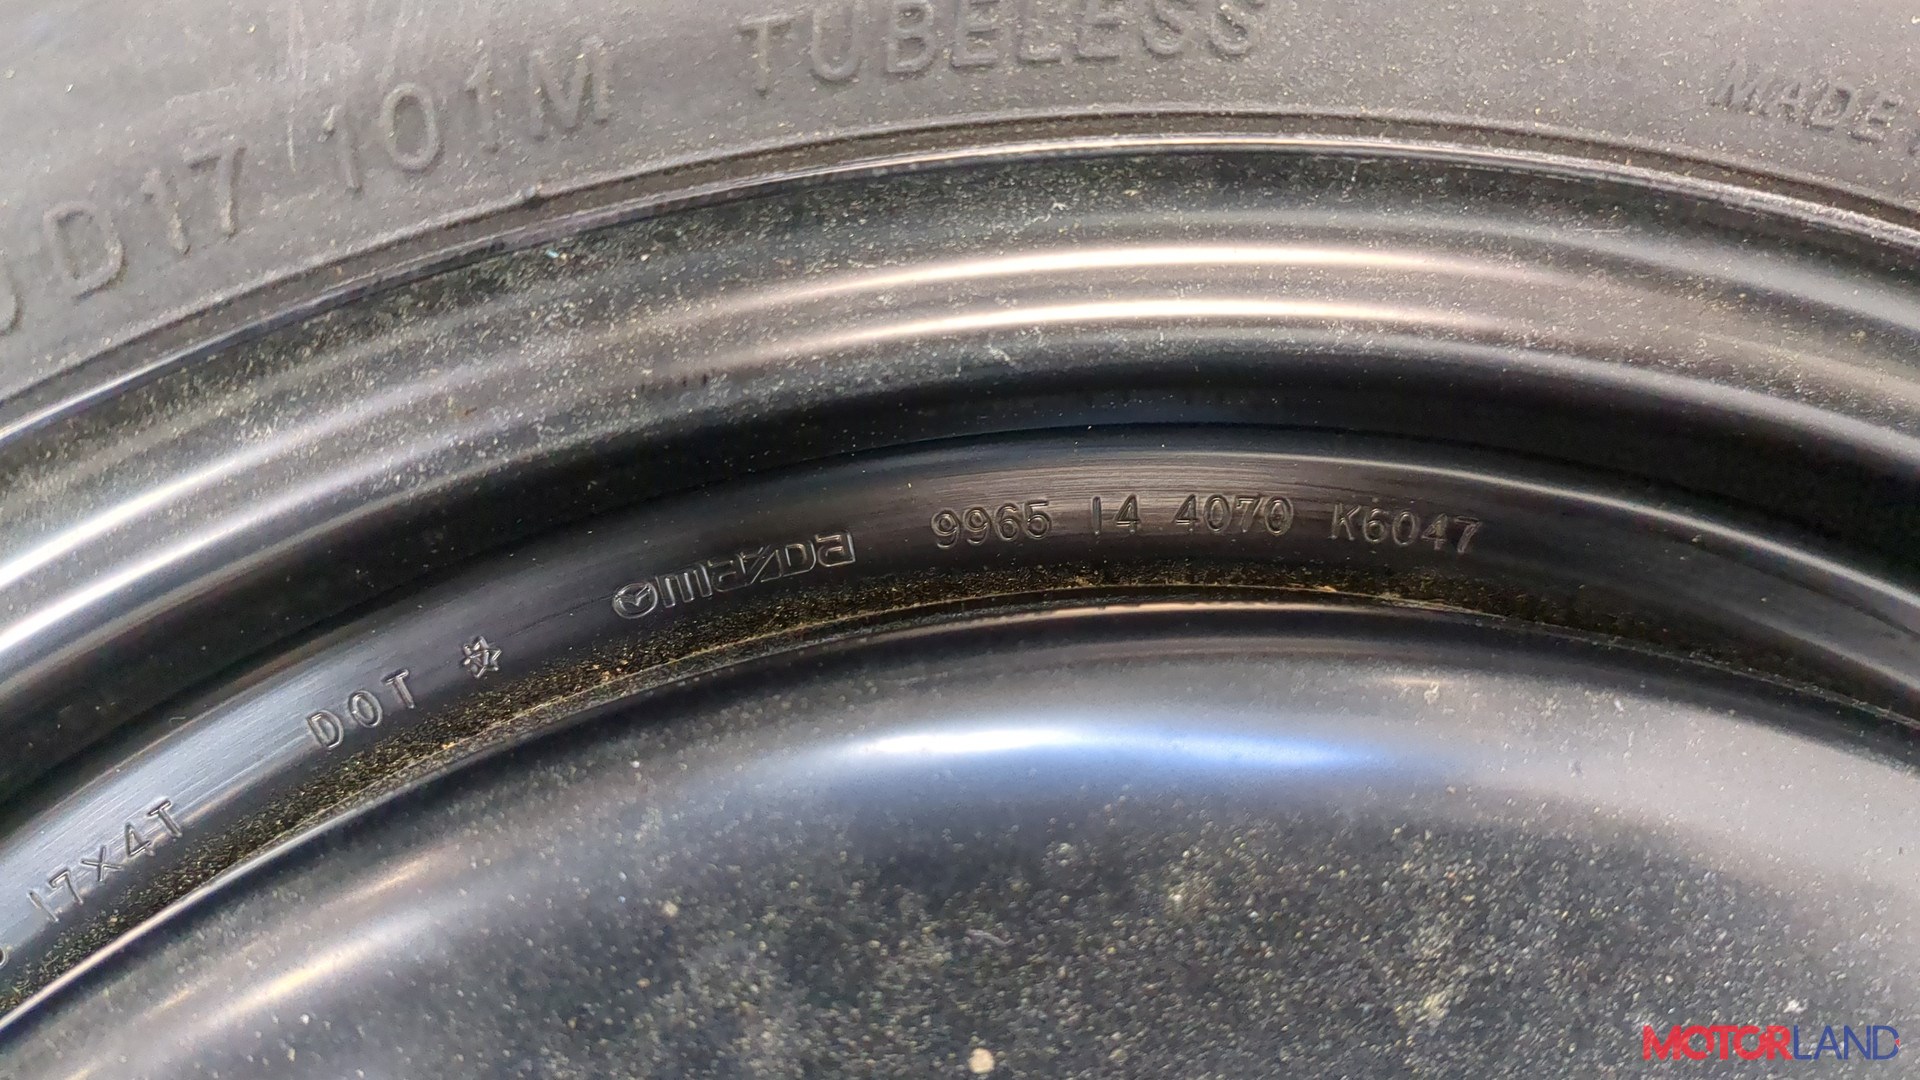 D17 101M TUBELESS MADE
17X4T DOT mazda 9965 14 4070 K6047
MOTORLAND